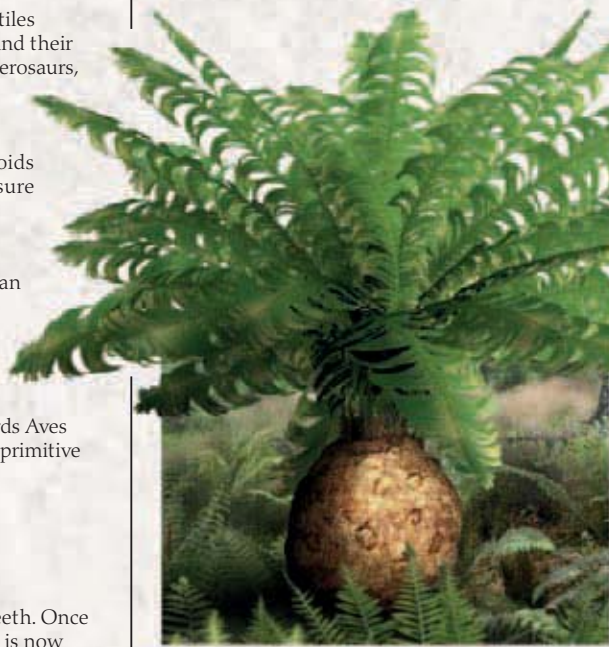 tiles
nd their
erosaurs,
oids
sure
an
ds Aves
primitive
eeth. Once
is now